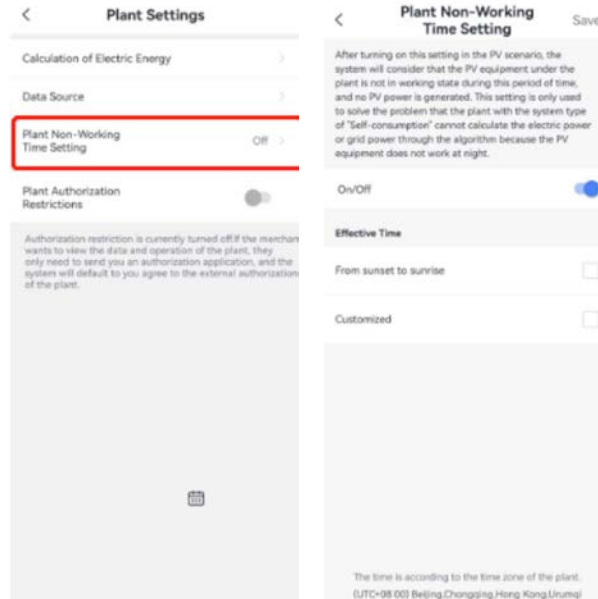 Plant Settings
Calculation of Electric Energy
Data Source
Plant Non-Working
Time Setting
Off
Plant Authorization
Restrictions
Authorization restriction is currently turned off.If the merchan
wants to view the data and operation of the plant, they
only need to send you an authorization application, and the
system will default to you agree to the external authorization
of the plant.
Plant Non-Working
Time Setting
Save
After turning on this setting in the PV scenario, the
system will consider that the PV equipment under the
plant is not in working state during this period of time,
and no PV power is generated. This setting is only used
to solve the problem that the plant with the system type
of "Self-consumption" cannot calculate the electric power
or grid power through the algorithm because the PV
equipment does not work at night.
On/Off
Effective Time
From sunset to sunrise
Customized
The time is according to the time zone of the plant.
(UTC+08:00) Beijing,Chongqing,Hong Kong,Urumqi